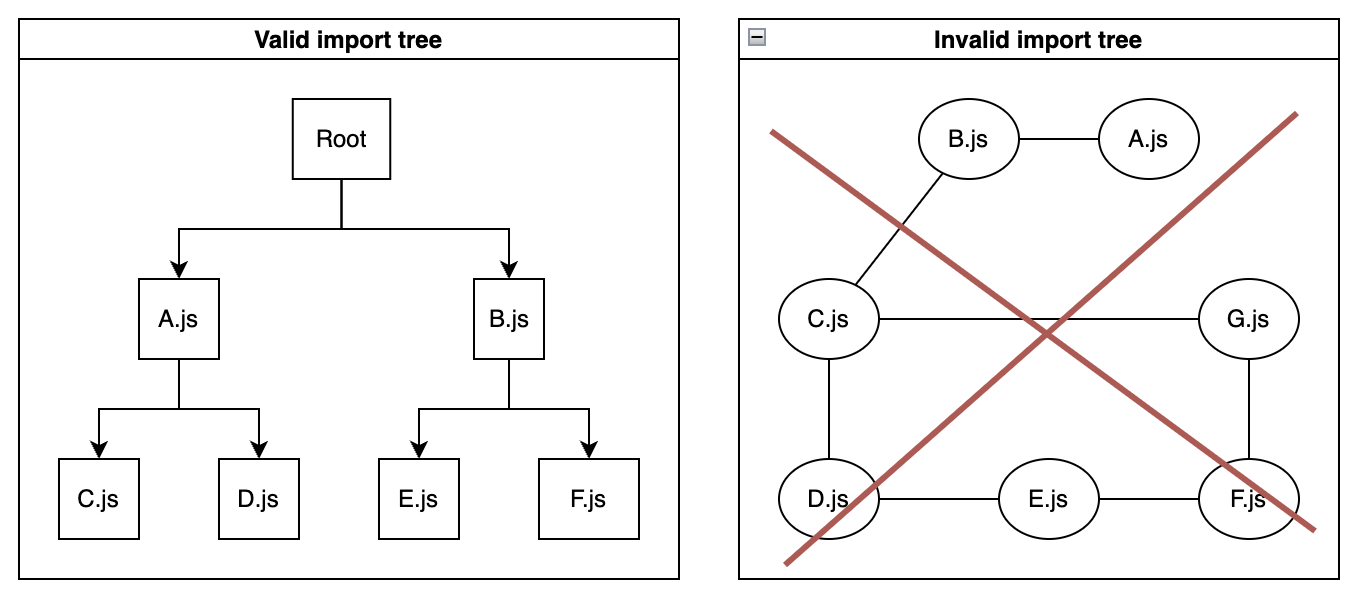 Valid import tree
Root
A.js
B.js
C.js
D.js
E.js
F.js
Invalid import tree
B.js
A.js
C.js
G.js
D.js
E.js
F.js